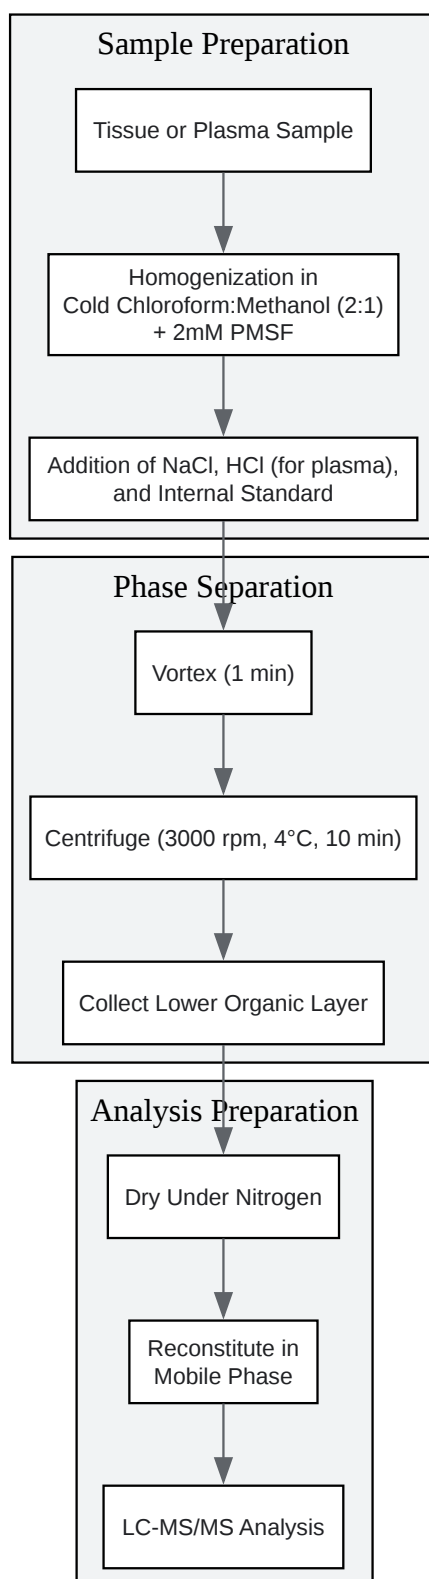 Sample Preparation
Tissue or Plasma Sample
Homogenization in
Cold Chloroform:Methanol (2:1)
+ 2mM PMSF
Addition of NaCl, HCl (for plasma),
and Internal Standard
Phase Separation
Vortex (1 min)
Centrifuge (3000 rpm, 4°C, 10 min)
Collect Lower Organic Layer
Analysis Preparation
Dry Under Nitrogen
Reconstitute in
Mobile Phase
LC-MS/MS Analysis